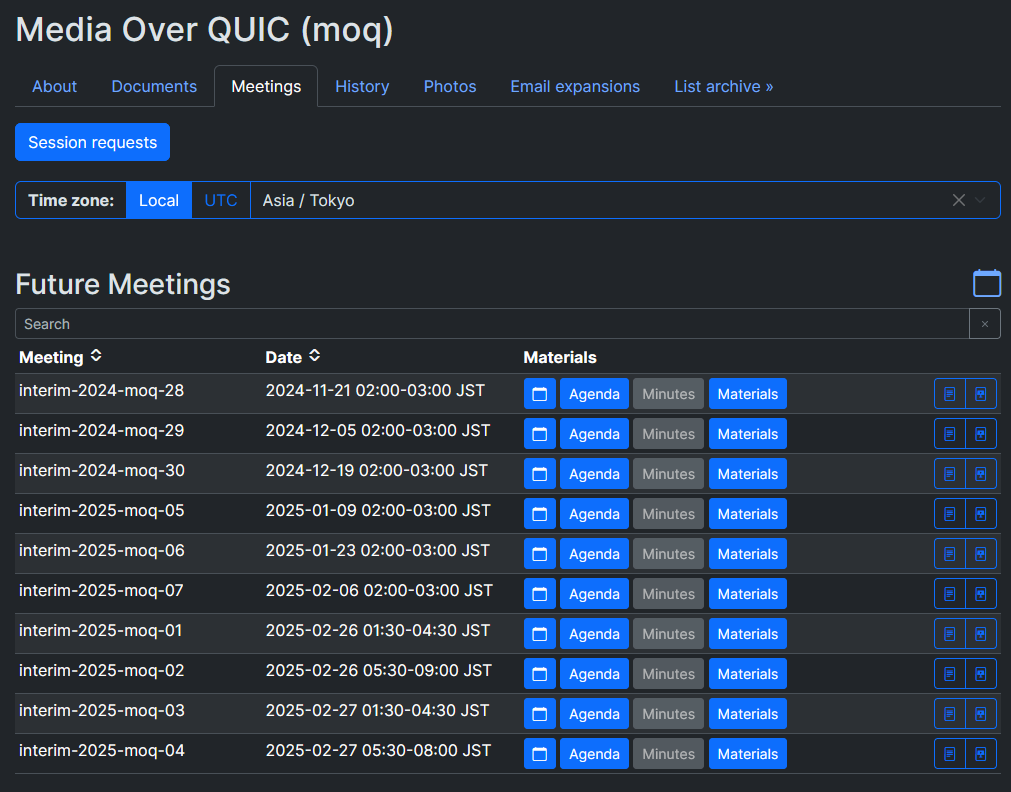 Media Over QUIC (moq)
About Documents Meetings History Photos Email expansions List archive »
Session requests
Time zone: Local UTC Asia / Tokyo
Future Meetings
Search
Meeting Date Materials
interim-2024-moq-28 2024-11-21 02:00-03:00 JST Agenda Minutes Materials
interim-2024-moq-29 2024-12-05 02:00-03:00 JST Agenda Minutes Materials
interim-2024-moq-30 2024-12-19 02:00-03:00 JST Agenda Minutes Materials
interim-2025-moq-05 2025-01-09 02:00-03:00 JST Agenda Minutes Materials
interim-2025-moq-06 2025-01-23 02:00-03:00 JST Agenda Minutes Materials
interim-2025-moq-07 2025-02-06 02:00-03:00 JST Agenda Minutes Materials
interim-2025-moq-01 2025-02-26 01:30-04:30 JST Agenda Minutes Materials
interim-2025-moq-02 2025-02-26 05:30-09:00 JST Agenda Minutes Materials
interim-2025-moq-03 2025-02-27 01:30-04:30 JST Agenda Minutes Materials
interim-2025-moq-04 2025-02-27 05:30-08:00 JST Agenda Minutes Materials